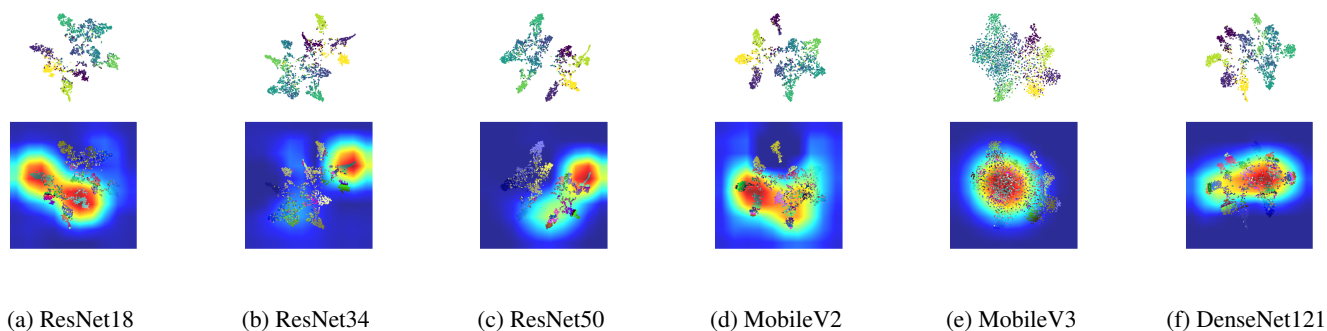 (a) ResNet18
(b) ResNet34
(c) ResNet50
(d) MobileV2
(e) MobileV3
(f) DenseNet121